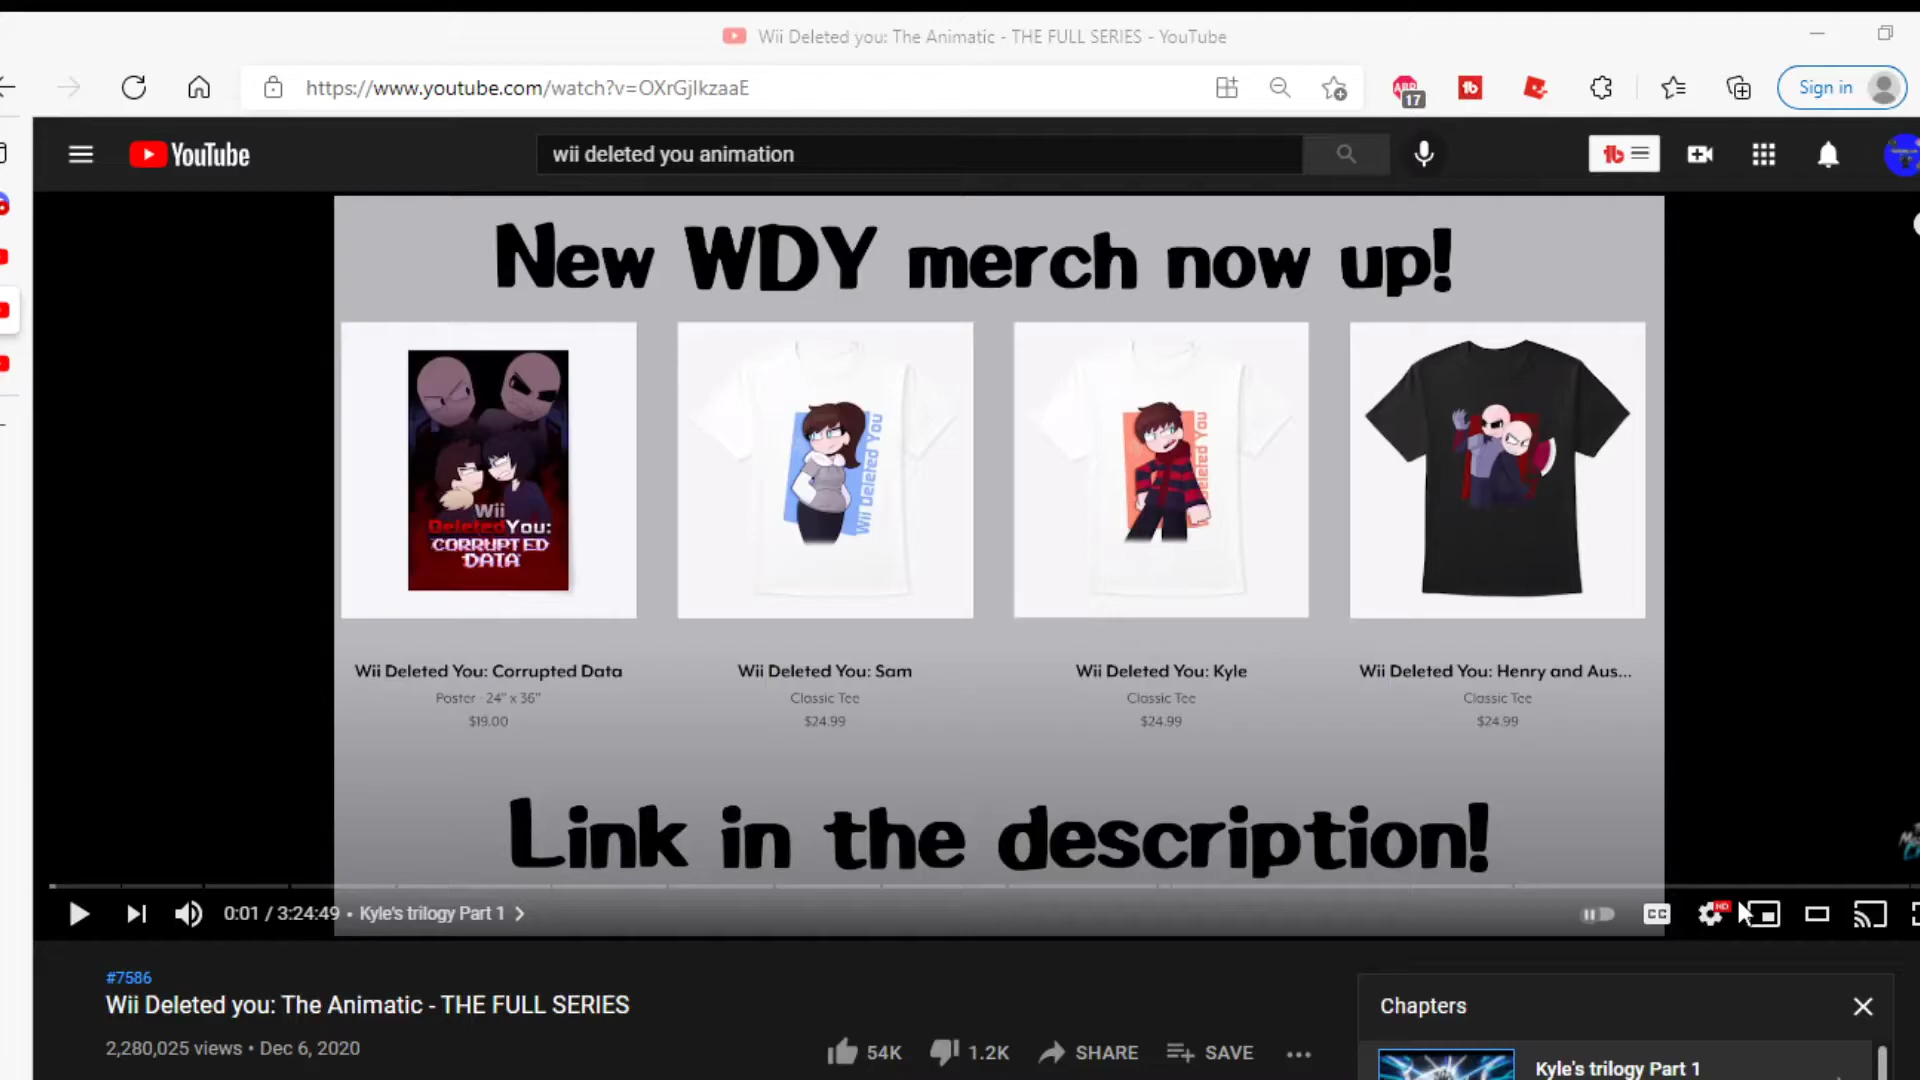 Wii Deleted you: The Animatic - THE FULL SERIES - YouTube
https://www.youtube.com/watch?v=OXrGjlkzaaE
17
Sign in
YouTube
wii deleted you animation
New WDY merch now up!
Wii
DeletedYou:
CORRUPTED
DATA
Wii Deleted You
Deleted You
Wii Deleted You: Corrupted Data
Poster · 24" x 36"
$19.00
Wii Deleted You: Sam
Classic Tee
$24.99
Wii Deleted You: Kyle
Classic Tee
$24.99
Wii Deleted You: Henry and Aus...
Classic Tee
$24.99
Link in the description!
0:01 / 3:24:49 • Kyle's trilogy Part 1
CC
HD
#7586
Wii Deleted you: The Animatic - THE FULL SERIES
2,280,025 views • Dec 6, 2020
54K
1.2K
SHARE
SAVE
Chapters
Kyle's trilogy Part 1